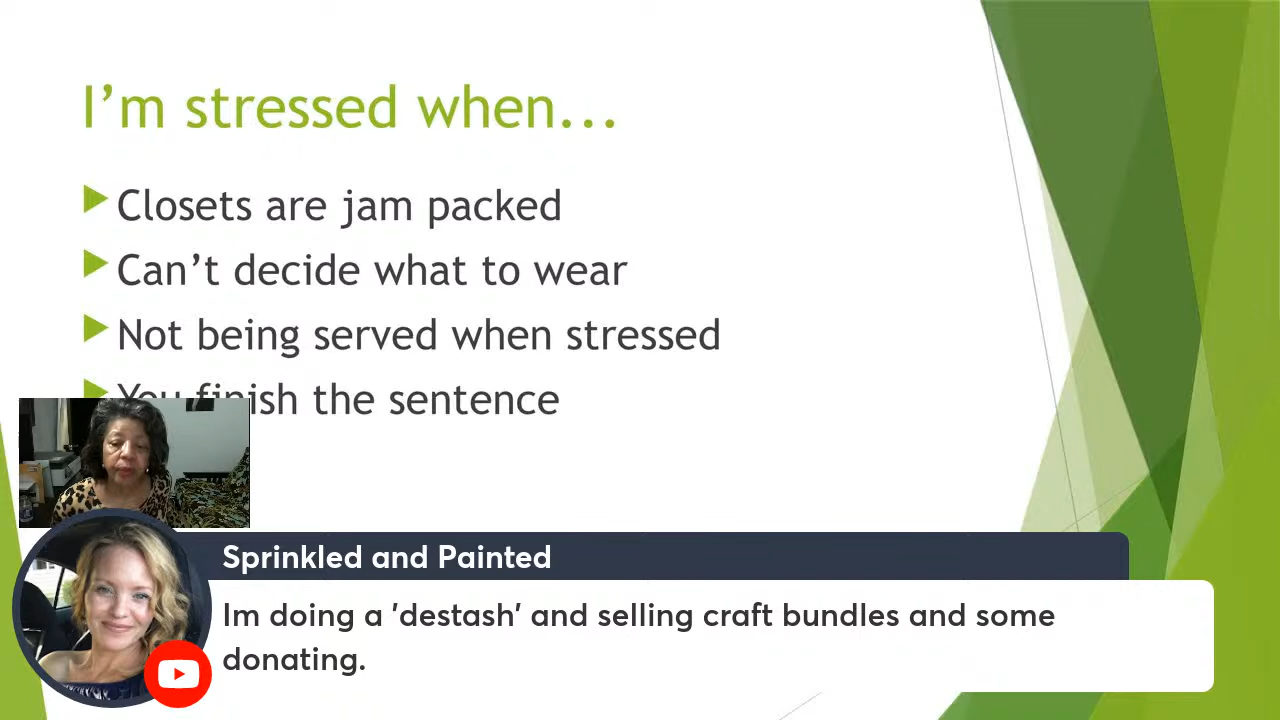 I'm stressed when...
Closets are jam packed
Can't decide what to wear
Not being served when stressed
You finish the sentence
Sprinkled and Painted
Im doing a 'destash' and selling craft bundles and some
donating.